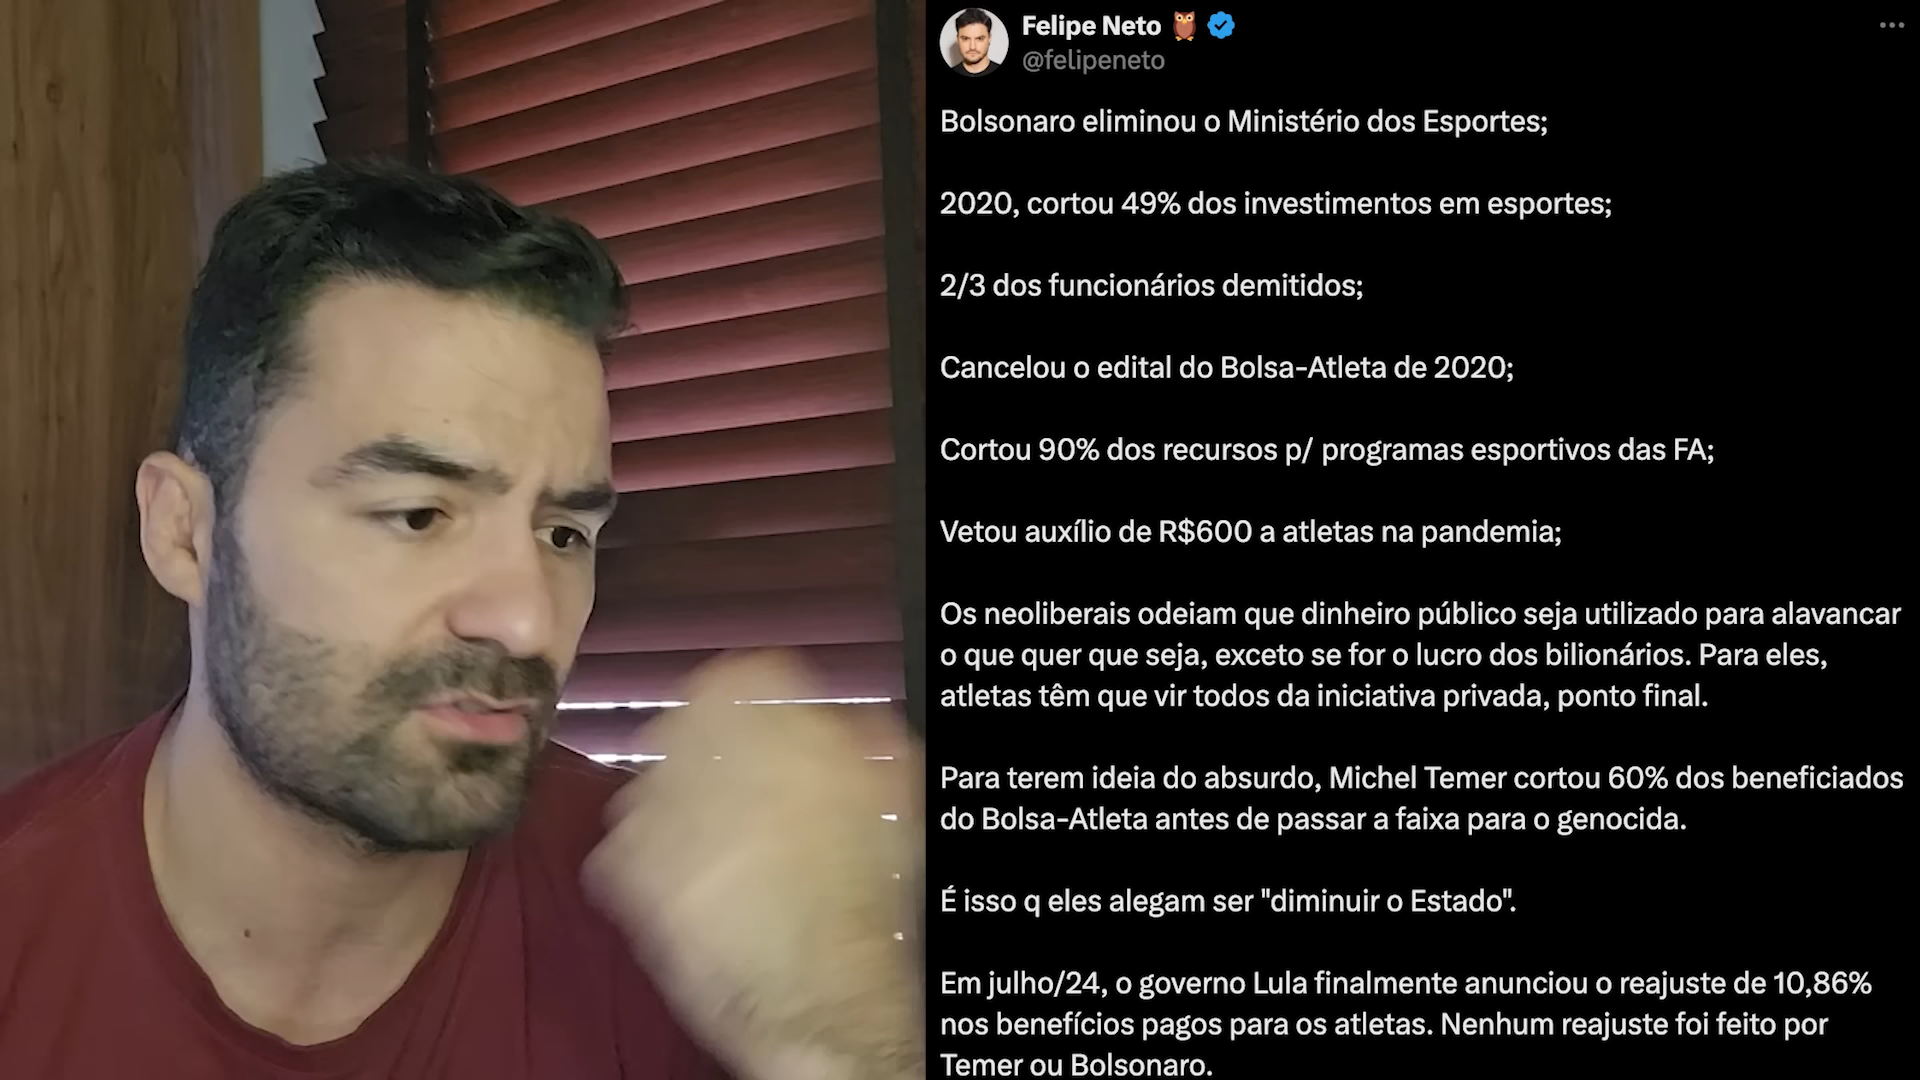 Felipe Neto 🦉
@felipeneto
Bolsonaro eliminou o Ministério dos Esportes;
2020, cortou 49% dos investimentos em esportes;
2/3 dos funcionários demitidos;
Cancelou o edital do Bolsa-Atleta de 2020;
Cortou 90% dos recursos p/ programas esportivos das FA;
Vetou auxílio de R$600 a atletas na pandemia;
Os neoliberais odeiam que dinheiro público seja utilizado para alavancar
o que quer que seja, exceto se for o lucro dos bilionários. Para eles,
atletas têm que vir todos da iniciativa privada, ponto final.
Para terem ideia do absurdo, Michel Temer cortou 60% dos beneficiados
do Bolsa-Atleta antes de passar a faixa para o genocida.
É isso q eles alegam ser "diminuir o Estado".
Em julho/24, o governo Lula finalmente anunciou o reajuste de 10,86%
nos benefícios pagos para os atletas. Nenhum reajuste foi feito por
Temer ou Bolsonaro.